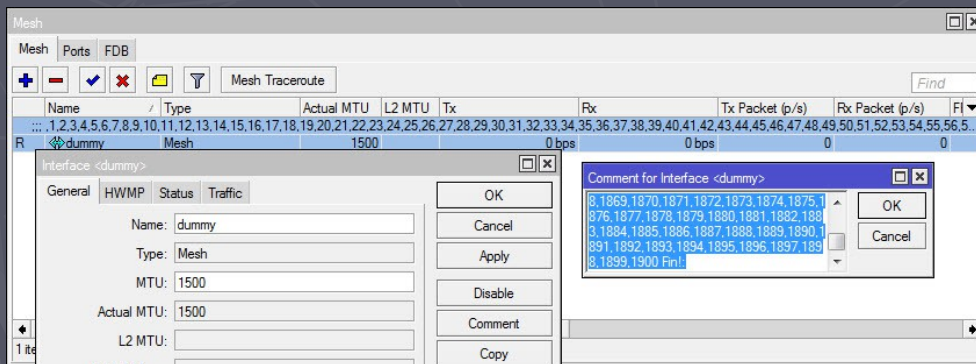 Mesh
Mesh Ports FDB
Mesh Traceroute Find
Name / Type Actual MTU L2 MTU Tx Rx Tx Packet (p/s) Rx Packet (p/s) Fl
::: ,1,2,3,4,5,6,7,8,9,10,11,12,13,14,15,16,17,18,19,20,21,22,23,24,25,26,27,28,29,30,31,32,33,34,35,36,37,38,39,40,41,42,43,44,45,46,47,48,49,50,51,52,53,54,55,56,5...
R dummy Mesh 1500 0 bps 0 bps 0 0
Interface <dummy>
General HWMP Status Traffic
Name: dummy
Type: Mesh
MTU: 1500
Actual MTU: 1500
L2 MTU:
OK
Cancel
Apply
Disable
Comment
Copy
Comment for Interface <dummy>
8,1869,1870,1871,1872,1873,1874,1875,1
876,1877,1878,1879,1880,1881,1882,188
3,1884,1885,1886,1887,1888,1889,1890,1
891,1892,1893,1894,1895,1896,1897,189
8,1899,1900 Fin!:
OK
Cancel
1 ite